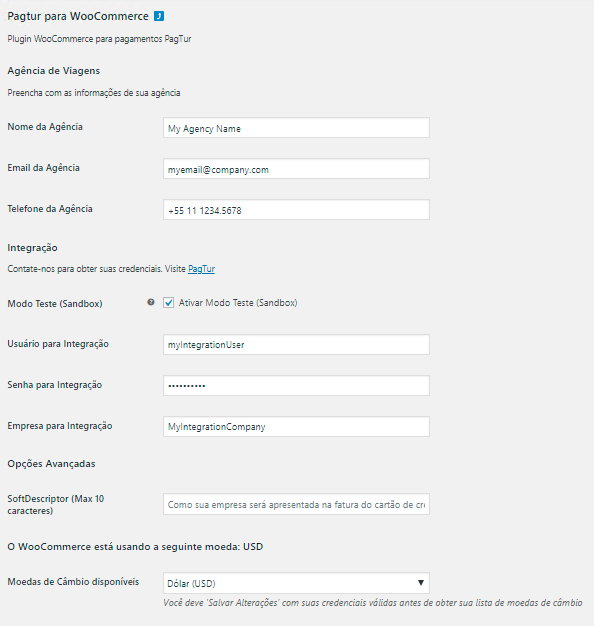 Pagtur para WooCommerce
Plugin WooCommerce para pagamentos PagTur
Agência de Viagens
Preencha com as informações de sua agência
Nome da Agência
My Agency Name
Email da Agência
myemail@company.com
Telefone da Agência
+55 11 1234.5678
Integração
Contate-nos para obter suas credenciais. Visite PagTur
Modo Teste (Sandbox)
Ativar Modo Teste (Sandbox)
Usuário para Integração
myIntegrationUser
Senha para Integração
••••••••••
Empresa para Integração
MyIntegrationCompany
Opções Avançadas
SoftDescriptor (Max 10
caracteres)
Como sua empresa será apresentada na fatura do cartão de cre
O WooCommerce está usando a seguinte moeda: USD
Moedas de Câmbio disponíveis
Dólar (USD)
Você deve 'Salvar Alterações' com suas credenciais válidas antes de obter sua lista de moedas de câmbio